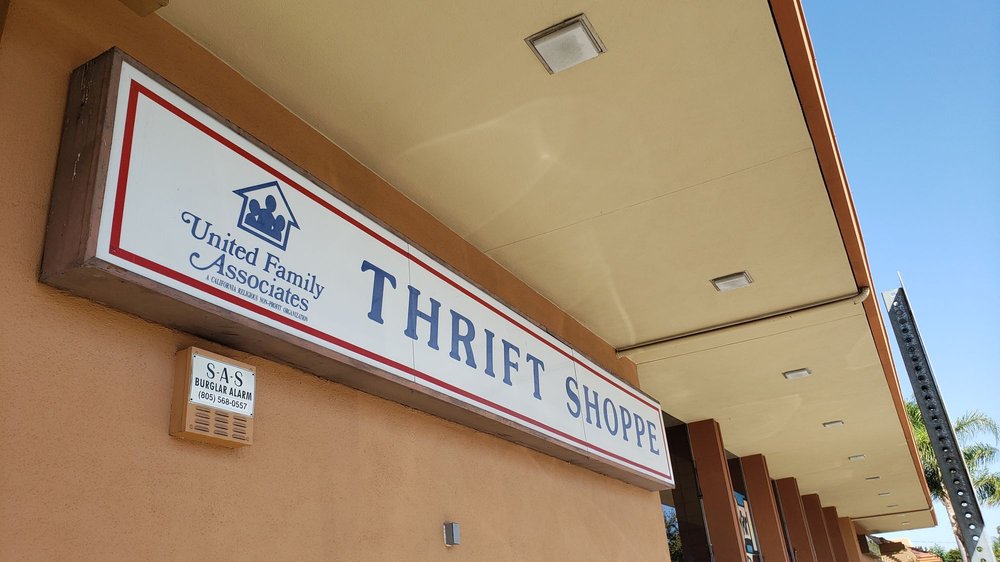 United Family
Associates
A CALIFORNIA RELIGIOUS NON-PROFIT ORGANIZATION
THRIFT SHOPPE
S-A-S
BURGLAR ALARM
(805) 568-0557